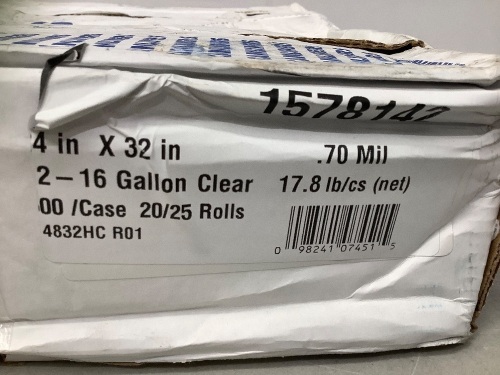 1578147
4 in X 32 in .70 Mil
2-16 Gallon Clear 17.8 lb/cs (net)
00 /Case 20/25 Rolls
4832HC R01
0 98241 07451 5